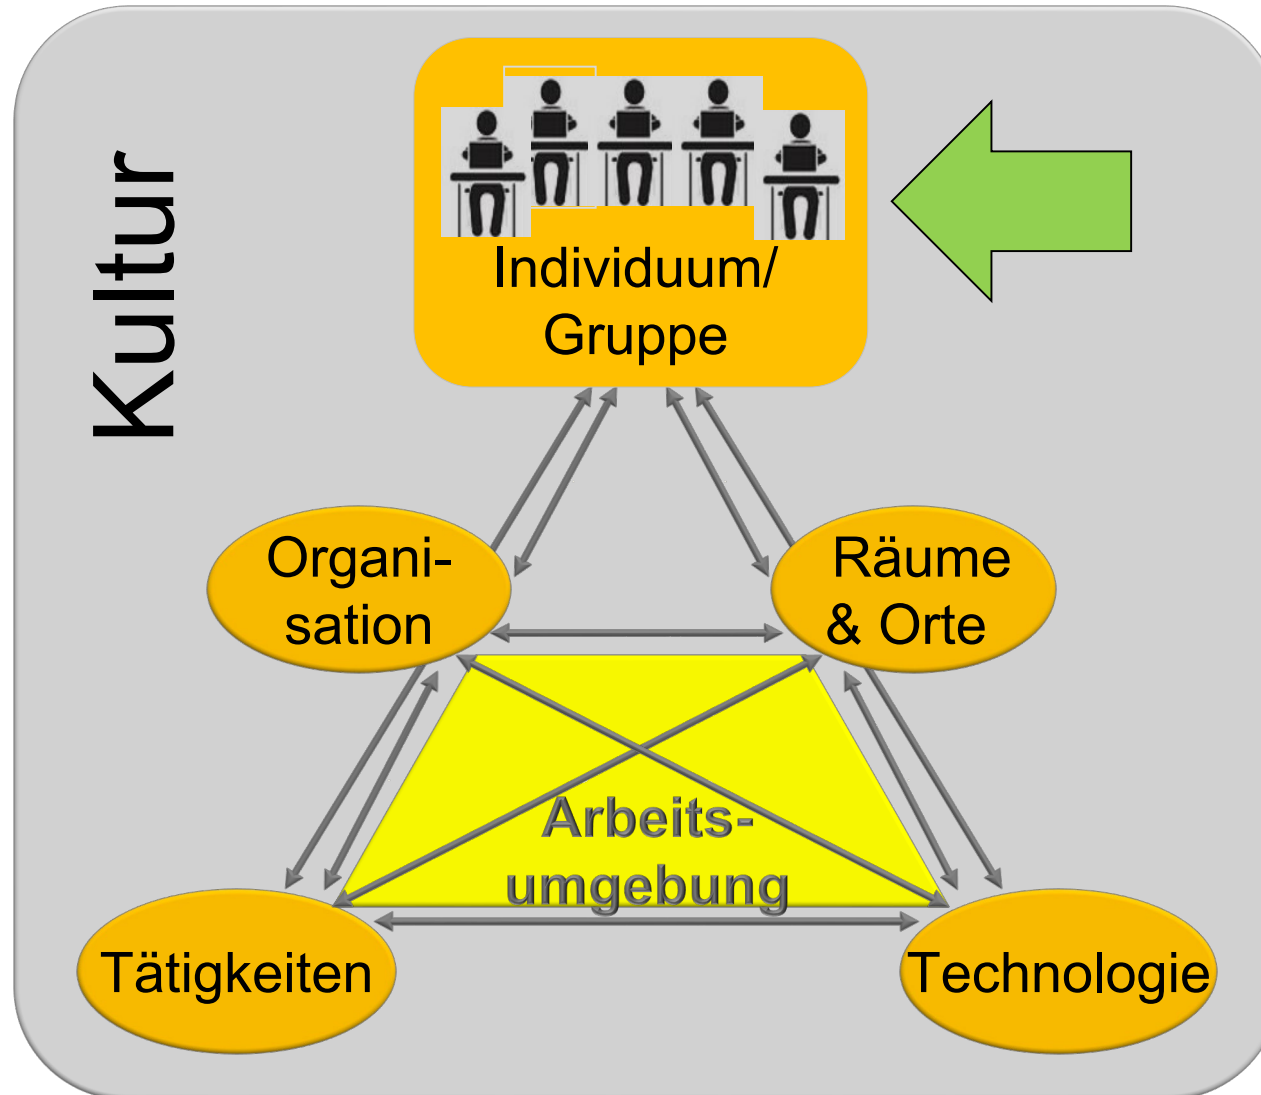 Kultur
Individuum/
Gruppe
Organi-
sation
Räume
& Orte
Arbeits-
umgebung
Tätigkeiten
Technologie